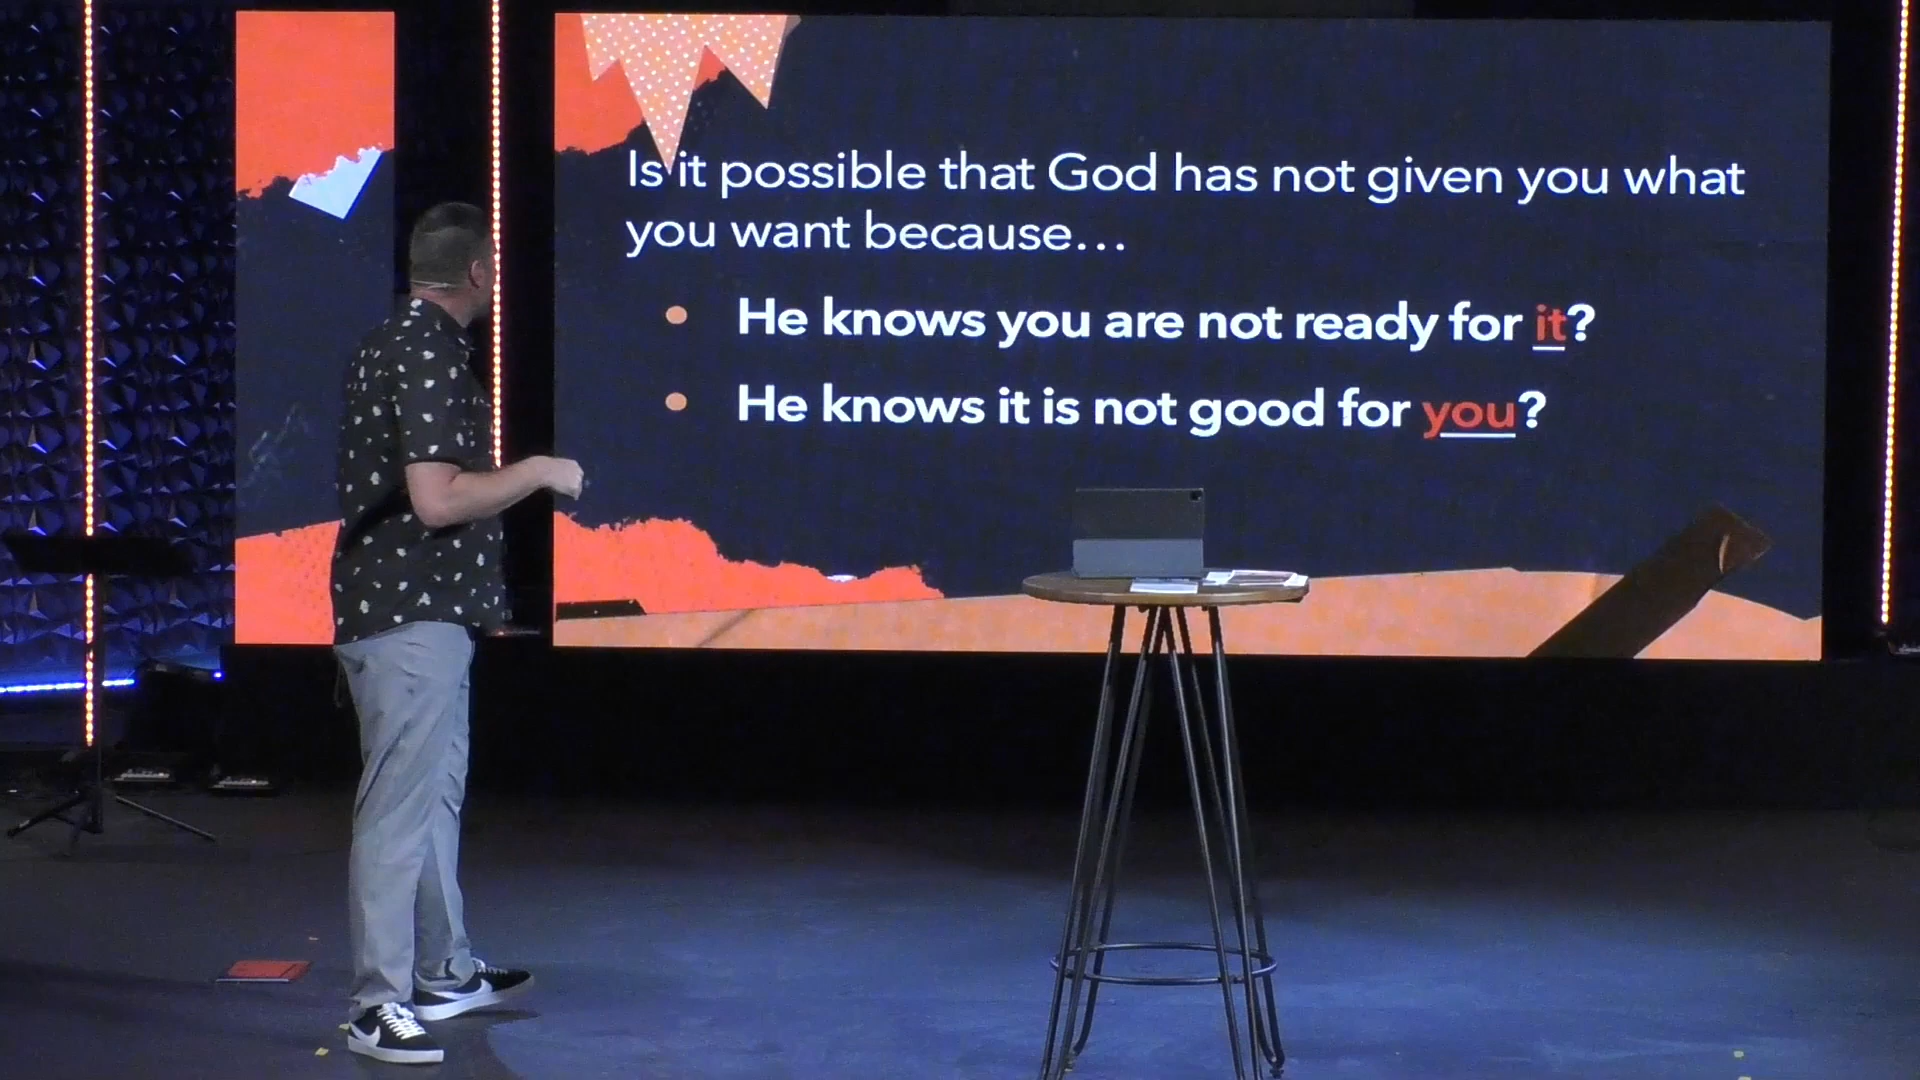 Is it possible that God has not given you what
you want because...
He knows you are not ready for it?
He knows it is not good for you?